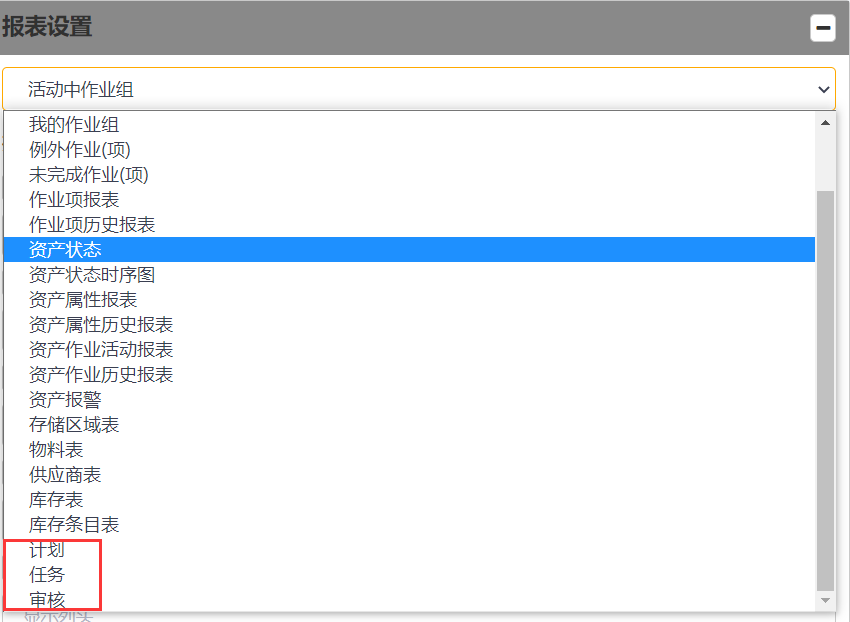 报表设置
活动中作业组
我的作业组
例外作业(项)
未完成作业(项)
作业项报表
作业项历史报表
资产状态
资产状态时序图
资产属性报表
资产属性历史报表
资产作业活动报表
资产作业历史报表
资产报警
存储区域表
物料表
供应商表
库存表
库存条目表
计划
任务
审核